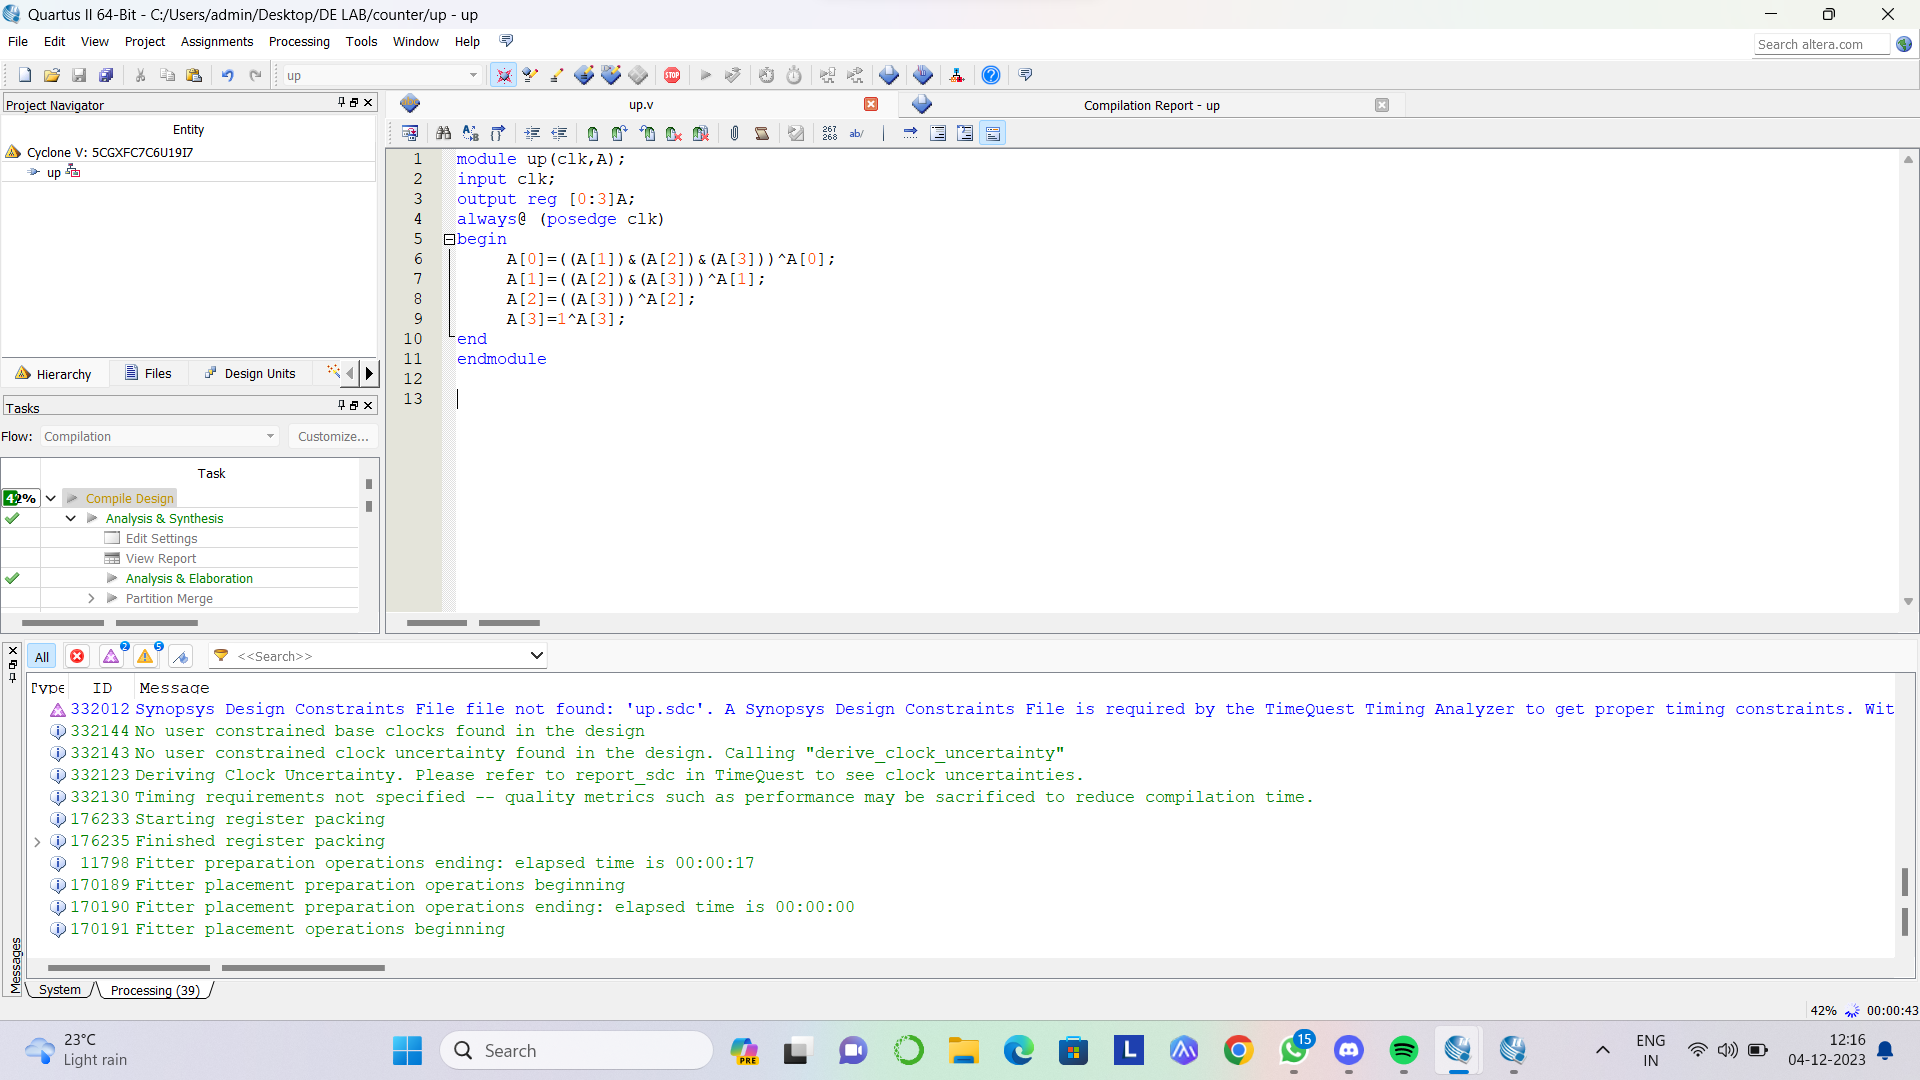 Quartus II 64-Bit - C:/Users/admin/Desktop/DE LAB/counter/up - up
File Edit View Project Assignments Processing Tools Window Help
Search altera.com
up
STOP
Project Navigator
up.v
Compilation Report - up
Entity
Cyclone V: 5CGXFC7C6U19I7
up
267
268
ab/
1 module up(clk,A);
2 input clk;
3 output reg [0:3]A;
4 always@ (posedge clk)
5 begin
6 A[0]=((A[1])&(A[2])&(A[3]))^A[0];
7 A[1]=((A[2])&(A[3]))^A[1];
8 A[2]=((A[3]))^A[2];
9 A[3]=1^A[3];
10 end
11 endmodule
12
13
Hierarchy Files Design Units
Tasks
Flow: Compilation Customize...
Task
42% Compile Design
Analysis & Synthesis
Edit Settings
View Report
Analysis & Elaboration
Partition Merge
All 2 5 <<Search>>
Type ID Message
332012 Synopsys Design Constraints File file not found: 'up.sdc'. A Synopsys Design Constraints File is required by the TimeQuest Timing Analyzer to get proper timing constraints. Wit
332144 No user constrained base clocks found in the design
332143 No user constrained clock uncertainty found in the design. Calling "derive_clock_uncertainty"
332123 Deriving Clock Uncertainty. Please refer to report_sdc in TimeQuest to see clock uncertainties.
332130 Timing requirements not specified -- quality metrics such as performance may be sacrificed to reduce compilation time.
176233 Starting register packing
176235 Finished register packing
11798 Fitter preparation operations ending: elapsed time is 00:00:17
170189 Fitter placement preparation operations beginning
170190 Fitter placement preparation operations ending: elapsed time is 00:00:00
170191 Fitter placement operations beginning
Messages
System Processing (39)
42% 00:00:43
23°C
Light rain
Search
PRE
L
15
ENG
IN
12:16
04-12-2023